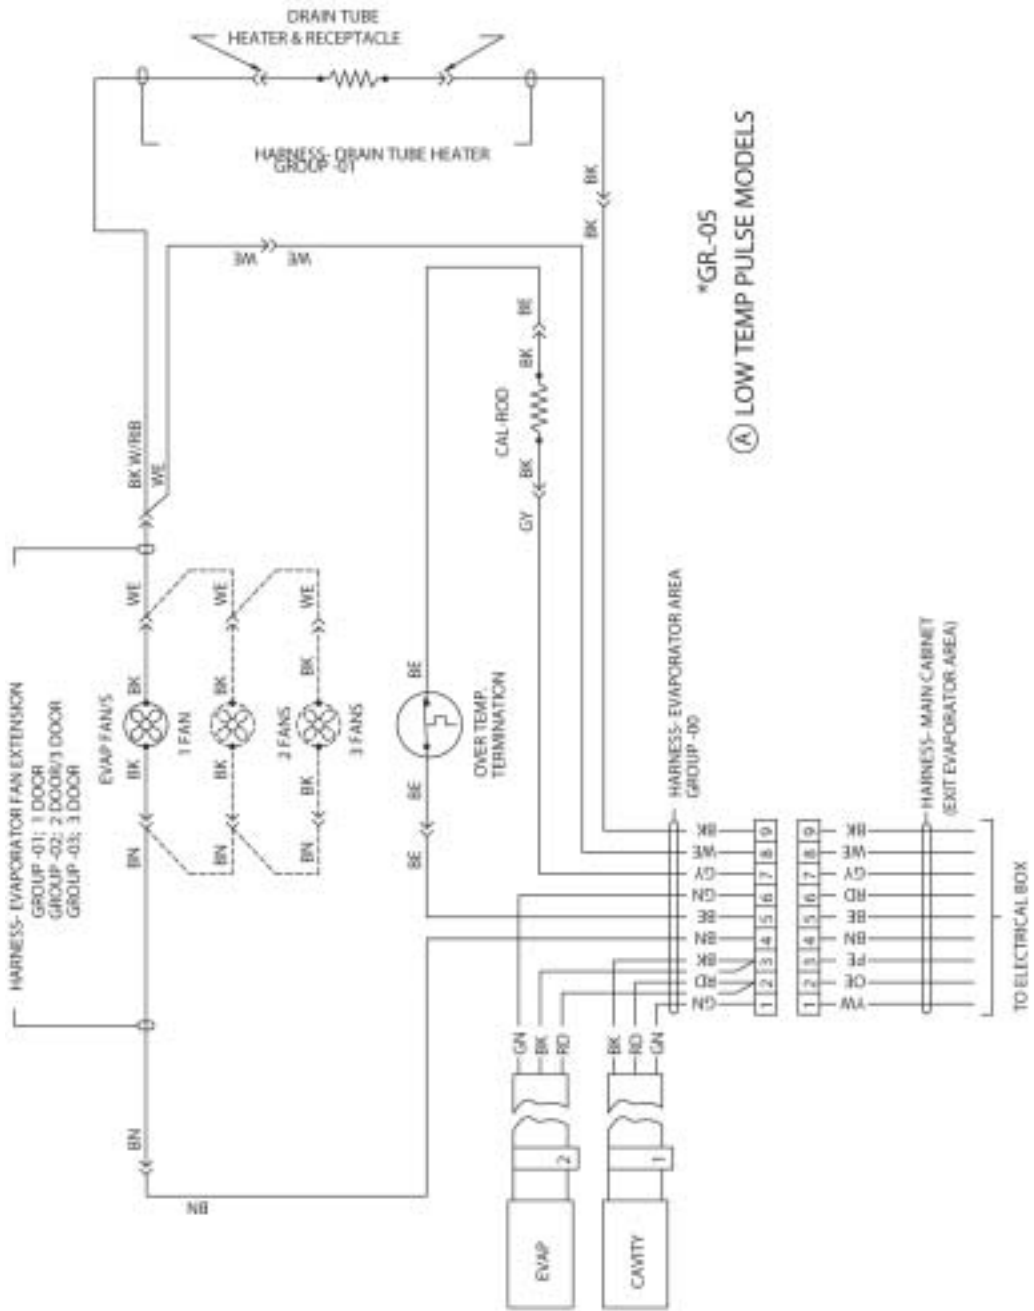 DRAIN TUBE
HEATER & RECEPTACLE
HARNESS- DRAIN TUBE HEATER
GROUP -01
BK
BK
WE
WE
*GR.-05
Ⓐ LOW TEMP PULSE MODELS
BE
BK
CAL-ROD
BK
GY
BK W/RIB
WE
HARNESS- EVAPORATOR FAN EXTENSION
GROUP -01; 1 DOOR
GROUP -02; 2 DOOR/3 DOOR
GROUP -03; 3 DOOR
WE
WE
WE
BK
BK
BK
EVAP FAN/S
1 FAN
2 FANS
3 FANS
BK
BK
BK
BN
BN
BN
BE
OVER TEMP.
TERMINATION
BE
BE
HARNESS- EVAPORATOR AREA
GROUP -00
HARNESS- MAIN CABINET
(EXIT EVAPORATOR AREA)
BK
WE
GY
GN
BE
BN
BK
RD
GN
9
8
7
6
5
4
3
2
1
9
8
7
6
5
4
3
2
1
BK
WE
GY
RD
BE
BN
PE
OE
YW
TO ELECTRICAL BOX
BN
BN
GN
BK
RD
BK
RD
GN
2
1
EVAP
CAVITY